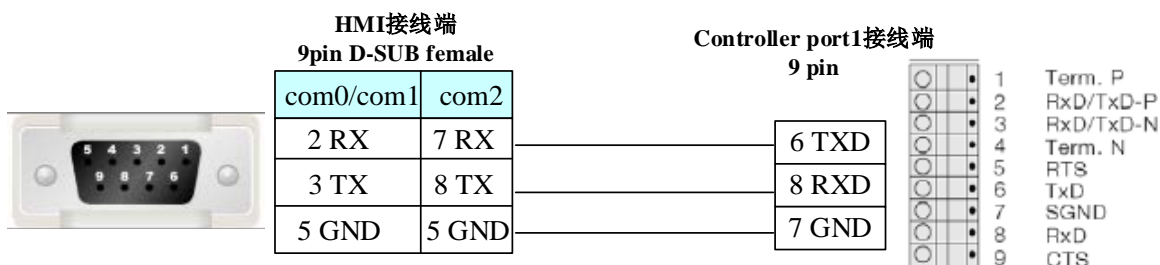 HMI接线端
9pin D-SUB female
com0/com1 com2
2 RX 7 RX
3 TX 8 TX
5 GND 5 GND
5 4 3 2 1
9 8 7 6
Controller port1接线端
9 pin
6 TXD
8 RXD
7 GND
1 Term. P
2 RxD/TxD-P
3 RxD/TxD-N
4 Term. N
5 RTS
6 TxD
7 SGND
8 RxD
9 CTS